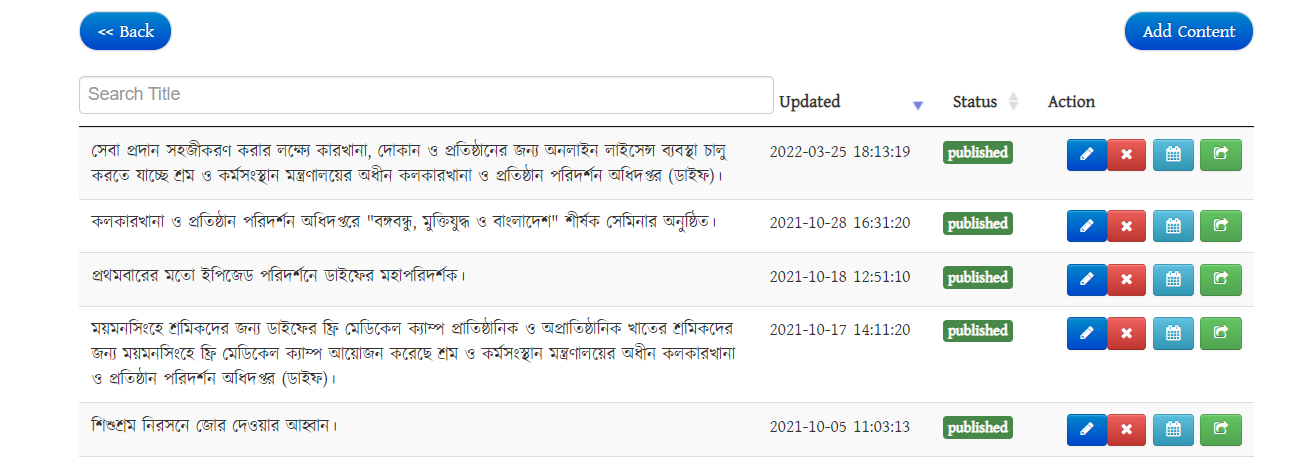 << Back
Add Content
Search Title
Updated
Status
Action
সেবা প্রদান সহজীকরণ করার লক্ষ্যে কারখানা, দোকান ও প্রতিষ্ঠানের জন্য অনলাইন লাইসেন্স ব্যবস্থা চালু
করতে যাচ্ছে শ্রম ও কর্মসংস্থান মন্ত্রণালয়ের অধীন কলকারখানা ও প্রতিষ্ঠান পরিদর্শন অধিদপ্তর (ডাইফ)।
2022-03-25 18:13:19
published
কলকারখানা ও প্রতিষ্ঠান পরিদর্শন অধিদপ্তরে "বঙ্গবন্ধু, মুক্তিযুদ্ধ ও বাংলাদেশ" শীর্ষক সেমিনার অনুষ্ঠিত।
2021-10-28 16:31:20
published
প্রথমবারের মতো ইপিজেড পরিদর্শনে ডাইফের মহাপরিদর্শক।
2021-10-18 12:51:10
published
ময়মনসিংহে শ্রমিকদের জন্য ডাইফের ফ্রি মেডিকেল ক্যাম্প প্রাতিষ্ঠানিক ও অপ্রাতিষ্ঠানিক খাতের শ্রমিকদের
জন্য ময়মনসিংহে ফ্রি মেডিকেল ক্যাম্প আয়োজন করেছে শ্রম ও কর্মসংস্থান মন্ত্রণালয়ের অধীন কলকারখানা
ও প্রতিষ্ঠান পরিদর্শন অধিদপ্তর (ডাইফ)।
2021-10-17 14:11:20
published
শিশুশ্রম নিরসনে জোর দেওয়ার আহ্বান।
2021-10-05 11:03:13
published